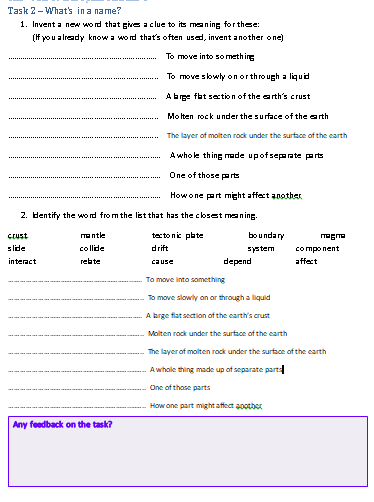 Task 2 – What's in a name?
1. Invent a new word that gives a clue to its meaning for these:
(If you already know a word that's often used, invent another one)
To move into something
To move slowly on or through a liquid
A large flat section of the earth's crust
Molten rock under the surface of the earth
The layer of molten rock under the surface of the earth
A whole thing made up of separate parts
One of those parts
How one part might affect another
2. Identify the word from the list that has the closest meaning.
crust mantle tectonic plate boundary magma
slide collide drift system component
interact relate cause depend affect
To move into something
To move slowly on or through a liquid
A large flat section of the earth's crust
Molten rock under the surface of the earth
The layer of molten rock under the surface of the earth
A whole thing made up of separate parts
One of those parts
How one part might affect another
Any feedback on the task?